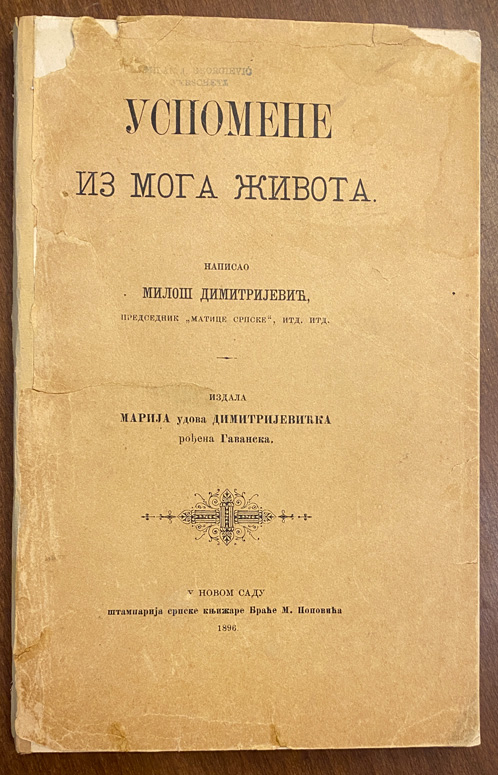 УСПОМЕНЕ
ИЗ МОГА ЖИВОТА.
НАПИСАО
МИЛОШ ДИМИТРИЈЕВИЋ,
ПРЕДСЕДНИК „МАТИЦЕ СРПСКЕ“, ИТД. ИТД.
ИЗДАЛА
МАРИЈА удова ДИМИТРИЈЕВИЋКА
рођена Гаванска.
У НОВОМ САДУ
штампарија српске књижаре Браће М. Поповића
1896